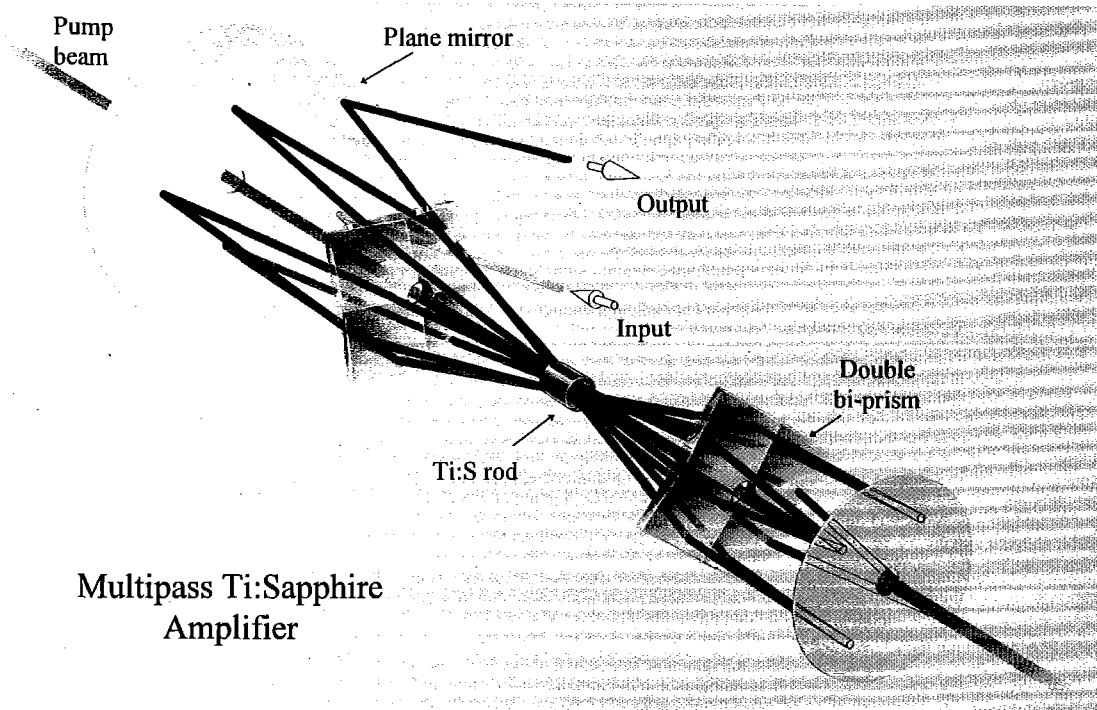 Pump
beam
Plane mirror
Output
Input
Double
bi-prism
Ti:S rod
Multipass Ti:Sapphire
Amplifier